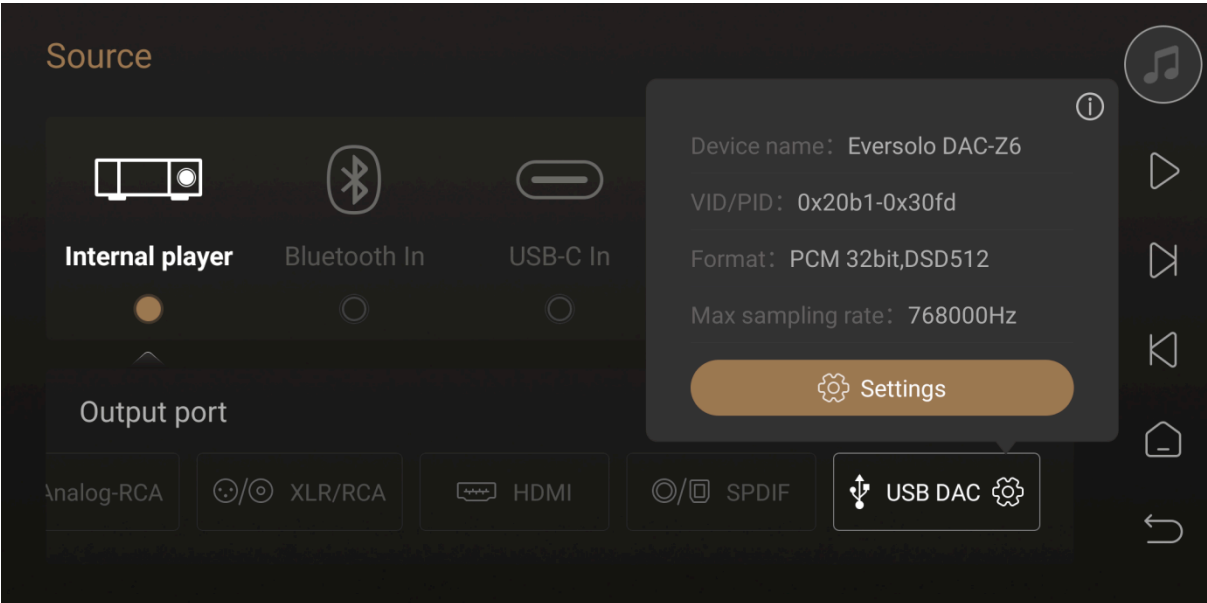 Source
Internal player
Bluetooth In
USB-C In
Device name: Eversolo DAC-Z6
VID/PID: 0x20b1-0x30fd
Format: PCM 32bit,DSD512
Max sampling rate: 768000Hz
Settings
Output port
Analog-RCA
XLR/RCA
HDMI
SPDIF
USB DAC